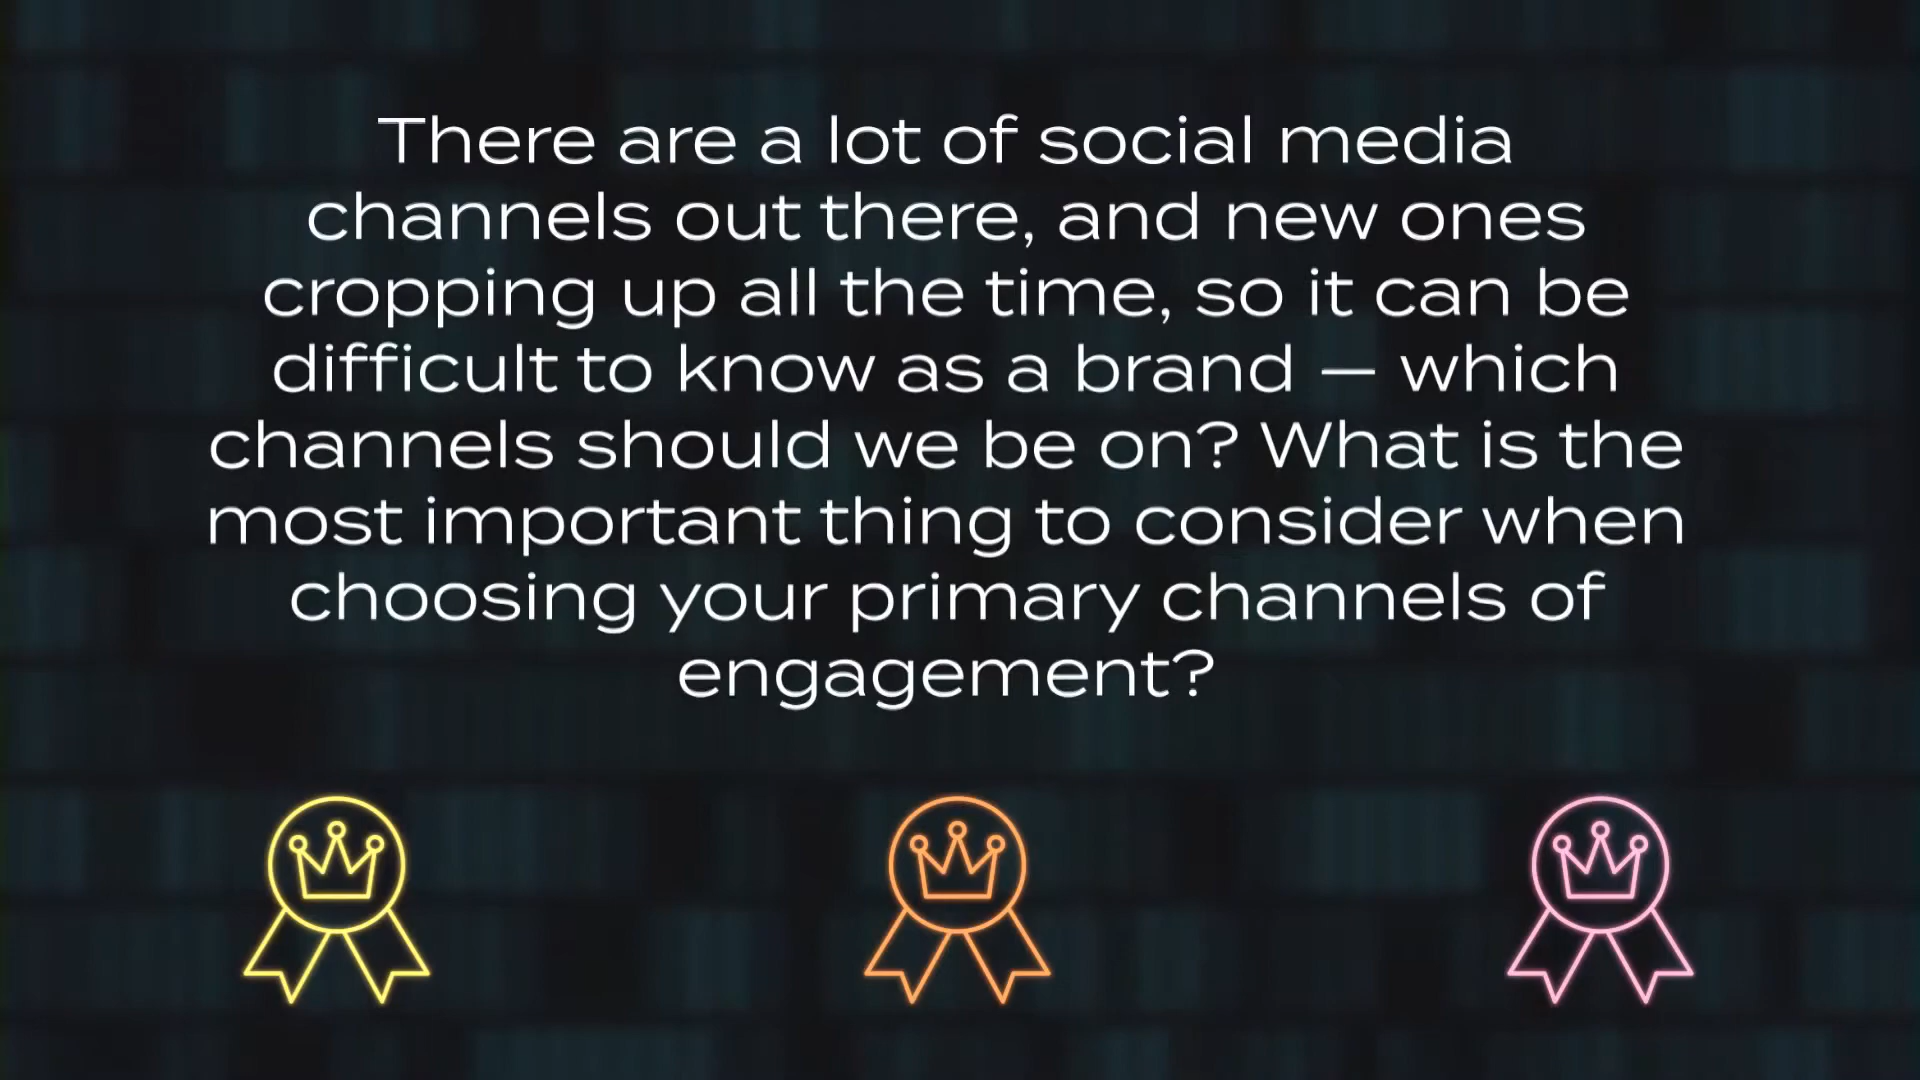 There are a lot of social media
channels out there, and new ones
cropping up all the time, so it can be
difficult to know as a brand — which
channels should we be on? What is the
most important thing to consider when
choosing your primary channels of
engagement?